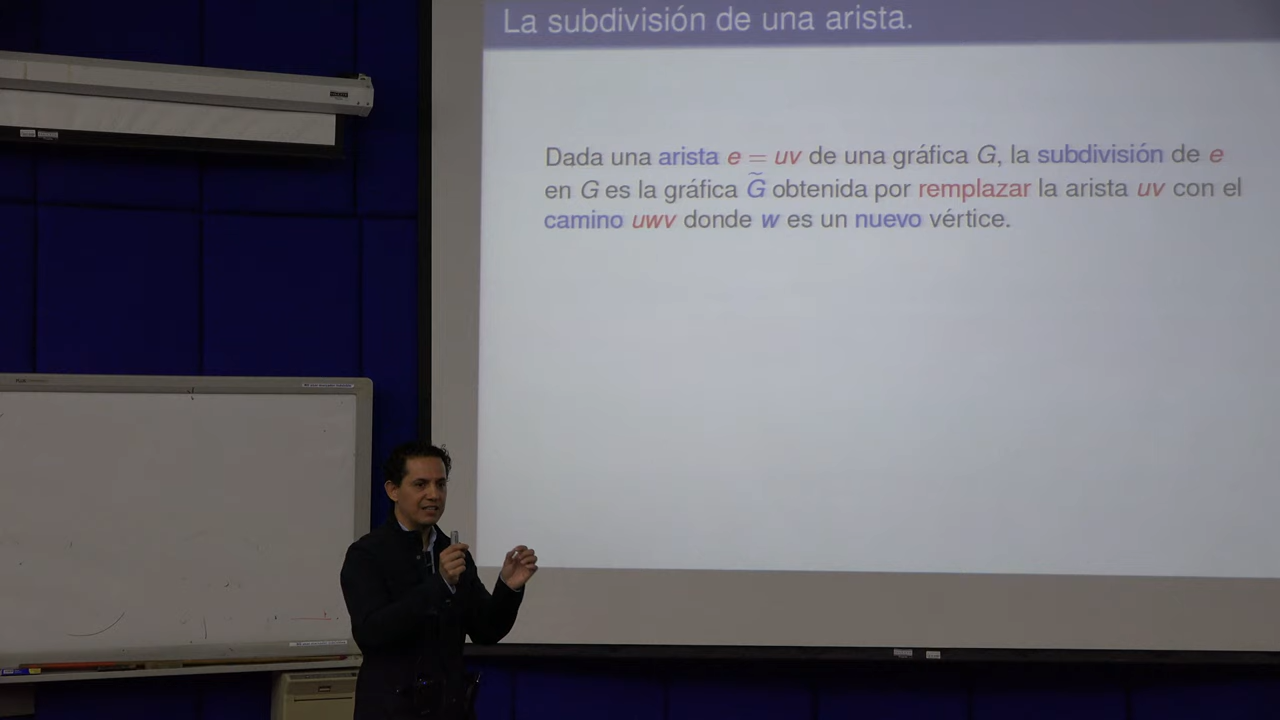 La subdivisión de una arista.
Dada una arista e = uv de una gráfica G, la subdivisión de e
en G es la gráfica G̃ obtenida por remplazar la arista uv con el
camino uwv donde w es un nuevo vértice.